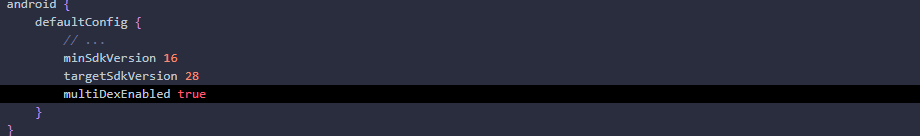 android {
defaultConfig {
// ...
minSdkVersion 16
targetSdkVersion 28
multiDexEnabled true
}
}